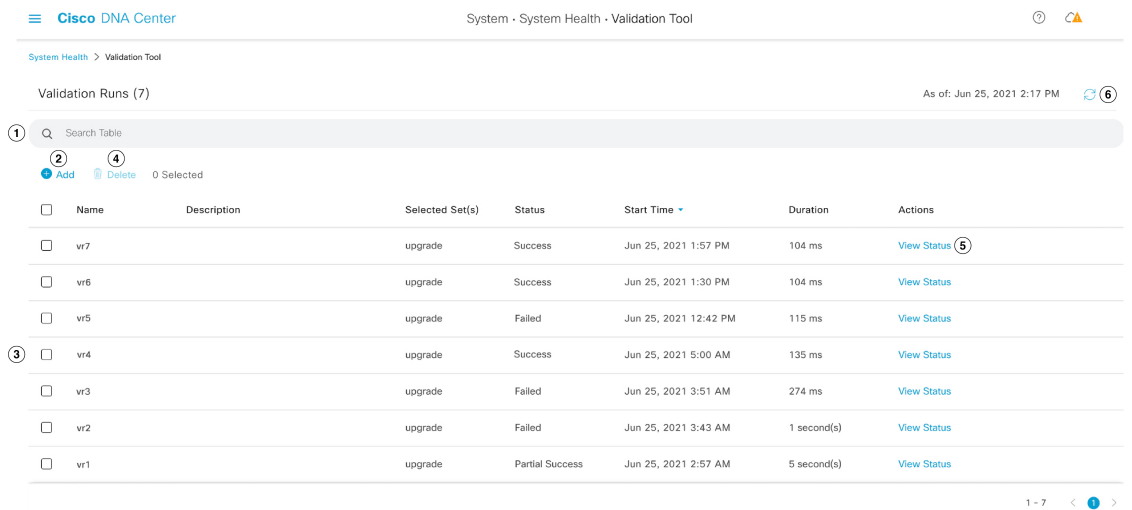 Cisco DNA Center
System · System Health · Validation Tool
System Health > Validation Tool
Validation Runs (7)
As of: Jun 25, 2021 2:17 PM
6
1
Search Table
2
4
Add Delete 0 Selected
Name Description Selected Set(s) Status Start Time Duration Actions
vr7 upgrade Success Jun 25, 2021 1:57 PM 104 ms View Status 5
vr6 upgrade Success Jun 25, 2021 1:30 PM 104 ms View Status
vr5 upgrade Failed Jun 25, 2021 12:42 PM 115 ms View Status
3 vr4 upgrade Success Jun 25, 2021 5:00 AM 135 ms View Status
vr3 upgrade Failed Jun 25, 2021 3:51 AM 274 ms View Status
vr2 upgrade Failed Jun 25, 2021 3:43 AM 1 second(s) View Status
vr1 upgrade Partial Success Jun 25, 2021 2:57 AM 5 second(s) View Status
1 - 7 < 1 >